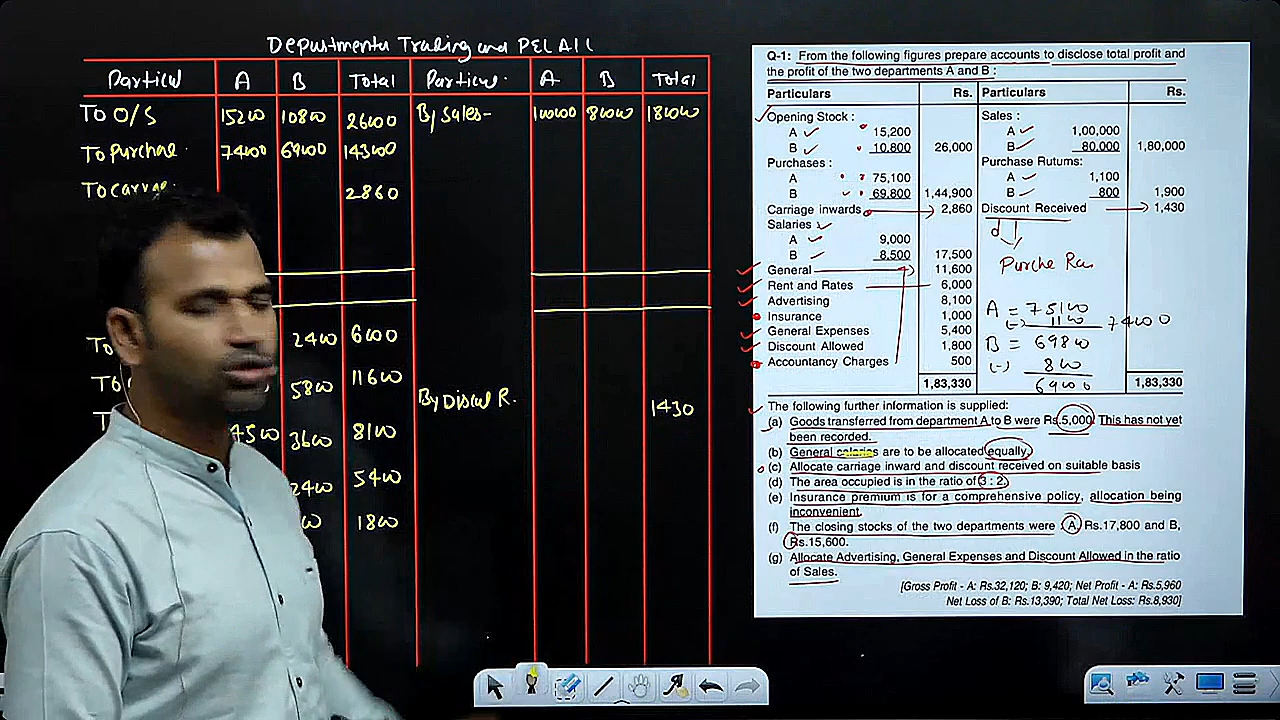 Departmental Trading and P&L A/C
Particul A B Total Particul. A B Total
To O/S 15200 10800 26000 By Sales- 100000 80000 180000
To Purchase. 74000 69000 143000
To Carriage. 2860
2400 6000
To 5800 11600
By Discul R. 1430
4500 3600 8100
2400 5400
1800
Q-1: From the following figures prepare accounts to disclose total profit and
the profit of the two departments A and B :
Particulars Rs. Particulars Rs.
Opening Stock : Sales :
A 15,200 A 1,00,000
B 10.800 26,000 B 80.000 1,80,000
Purchases : Purchase Ruturns:
A 75,100 A 1,100
B 69.800 1,44,900 B 800 1,900
Carriage inwards 2,860 Discount Received 1,430
Salaries :
A 9,000
B 8,500 17,500
General 11,600
Rent and Rates 6,000
Advertising 8,100
Insurance 1,000
General Expenses 5,400
Discount Allowed 1,800
Accountancy Charges 500
1,83,330 1,83,330
Purche Ra.
A = 75100
(-) 1100 74000
B = 69800
(-) 800
69000
The following further information is supplied:
(a) Goods transferred from department A to B were Rs.5,000. This has not yet
been recorded.
(b) General salaries are to be allocated equally.
(c) Allocate carriage inward and discount received on suitable basis
(d) The area occupied is in the ratio of 3 : 2.
(e) Insurance premium is for a comprehensive policy, allocation being
inconvenient.
(f) The closing stocks of the two departments were : A Rs.17,800 and B,
Rs.15,600.
(g) Allocate Advertising, General Expenses and Discount Allowed in the ratio
of Sales.
[Gross Profit - A: Rs.32,120; B: 9,420; Net Profit - A: Rs.5,960
Net Loss of B: Rs.13,390; Total Net Loss: Rs.8,930]